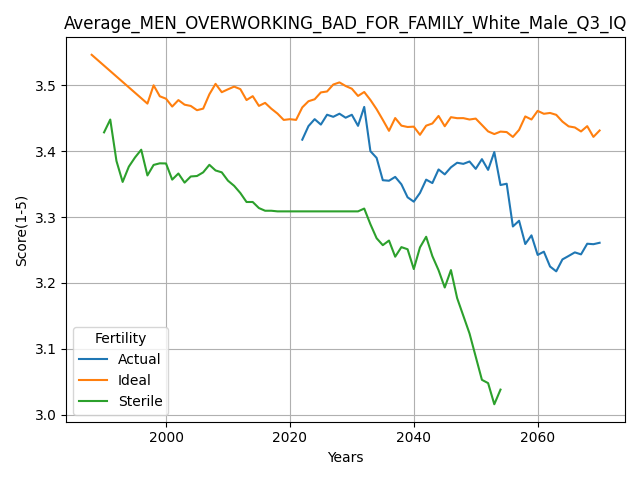 Average_MEN_OVERWORKING_BAD_FOR_FAMILY_White_Male_Q3_IQ
3.5
3.4
3.3
3.2
3.1
3.0
Score(1-5)
Fertility
Actual
Ideal
Sterile
2000 2020 2040 2060
Years